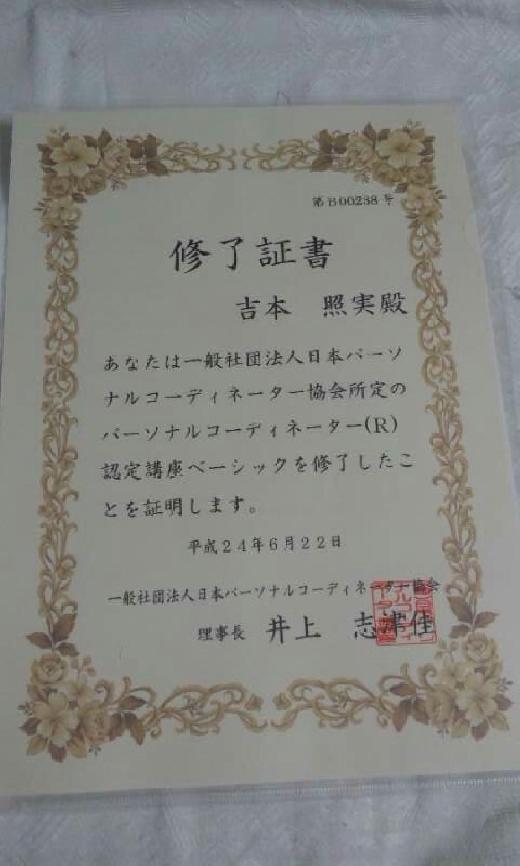 第B00238号
修了証書
吉本 照実殿
あなたは一般社団法人日本パーソ
ナルコーディネーター協会所定の
パーソナルコーディネーター(R)
認定講座ベーシックを修了したこ
とを証明します。
平成24年6月22日
一般社団法人日本パーソナルコーディネーター協会
理事長 井上 志津佳